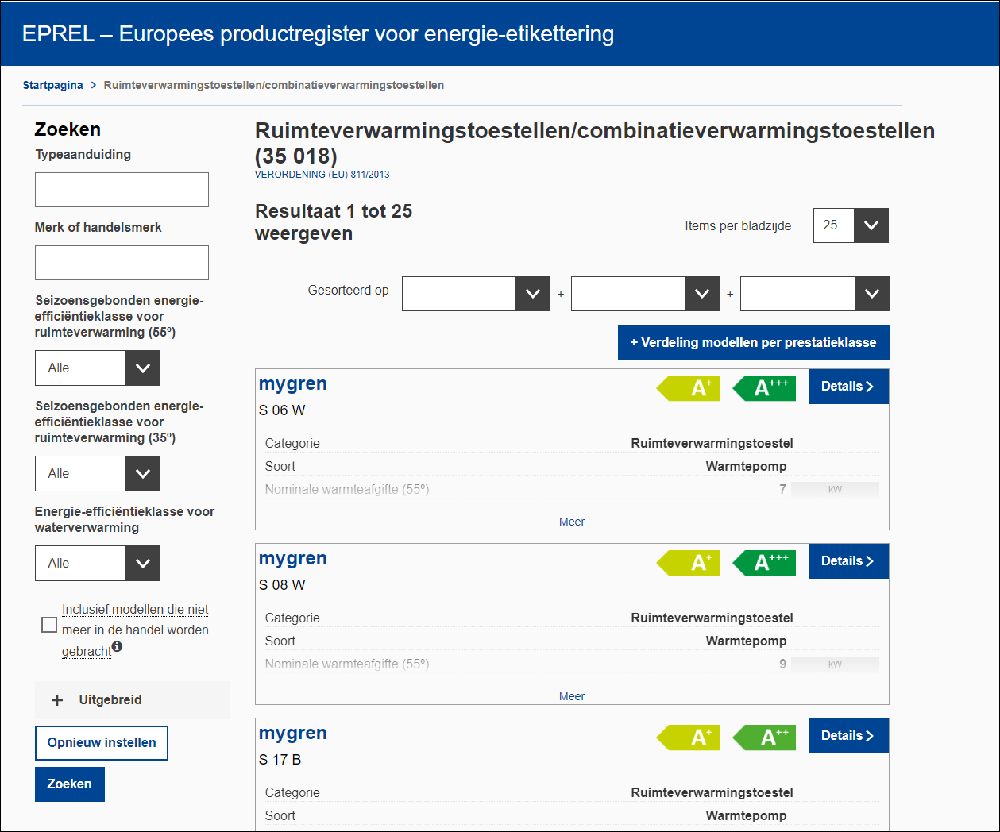 EPREL – Europees productregister voor energie-etikettering
Startpagina > Ruimteverwarmingstoestellen/combinatieverwarmingstoestellen
Zoeken
Typeaanduiding
Merk of handelsmerk
Seizoensgebonden energie-
efficiëntieklasse voor
ruimteverwarming (55º)
Alle
Seizoensgebonden energie-
efficiëntieklasse voor
ruimteverwarming (35º)
Alle
Energie-efficiëntieklasse voor
waterverwarming
Alle
Inclusief modellen die niet
meer in de handel worden
gebracht
+ Uitgebreid
Opnieuw instellen
Zoeken
Ruimteverwarmingstoestellen/combinatieverwarmingstoestellen
(35 018)
VERORDENING (EU) 811/2013
Resultaat 1 tot 25
weergeven
Items per bladzijde 25
Gesorteerd op + +
+ Verdeling modellen per prestatieklasse
mygren A+ A+++ Details >
S 06 W
Categorie Ruimteverwarmingstoestel
Soort Warmtepomp
Nominale warmteafgifte (55º) 7 kW
Meer
mygren A+ A+++ Details >
S 08 W
Categorie Ruimteverwarmingstoestel
Soort Warmtepomp
Nominale warmteafgifte (55º) 9 kW
Meer
mygren A+ A++ Details >
S 17 B
Categorie Ruimteverwarmingstoestel
Soort Warmtepomp